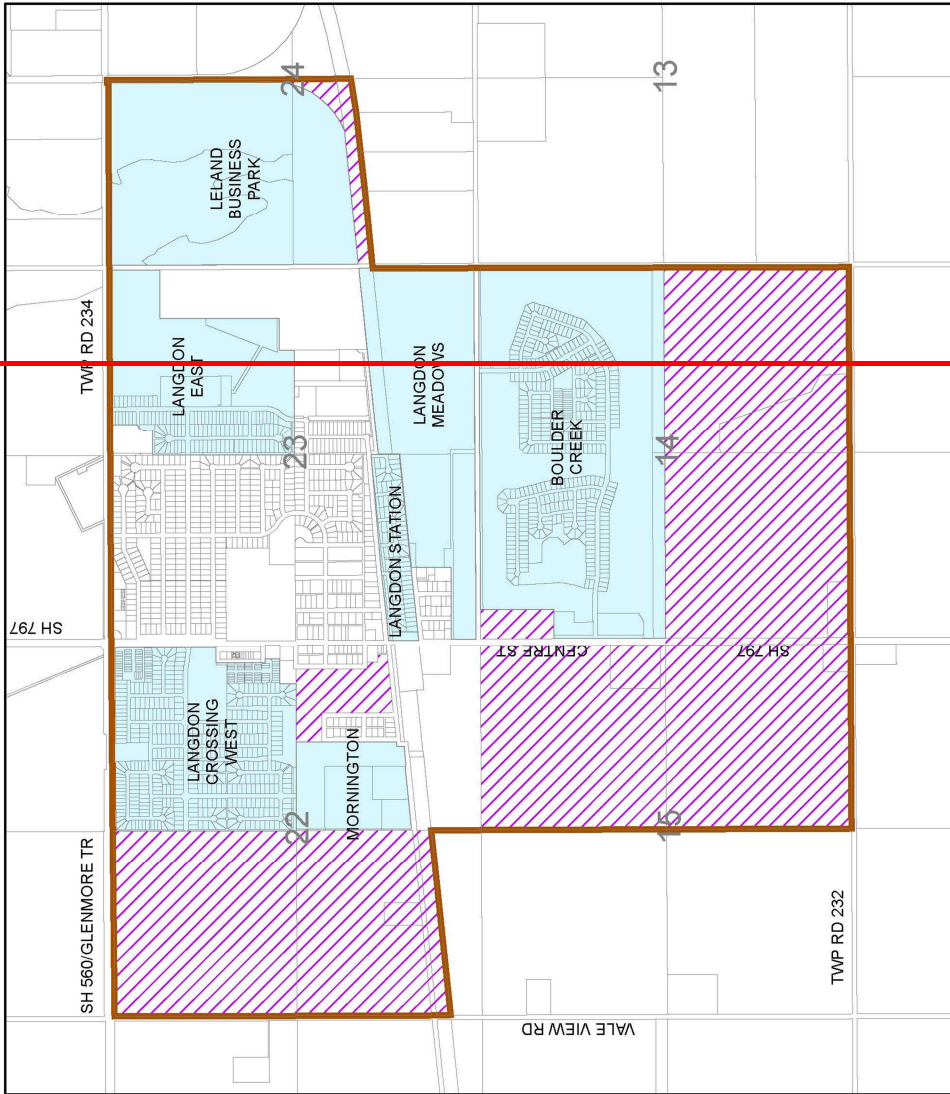 24
13
LELAND
BUSINESS
PARK
TWP RD 234
LANGDON
EAST
LANGDON
MEADOWS
BOULDER
CREEK
23
14
LANGDON STATION
SH 797
CENTRE ST
SH 797
LANGDON
CROSSING
WEST
MORNINGTON
22
15
SH 560/GLENMORE TR
TWP RD 232
VALE VIEW RD